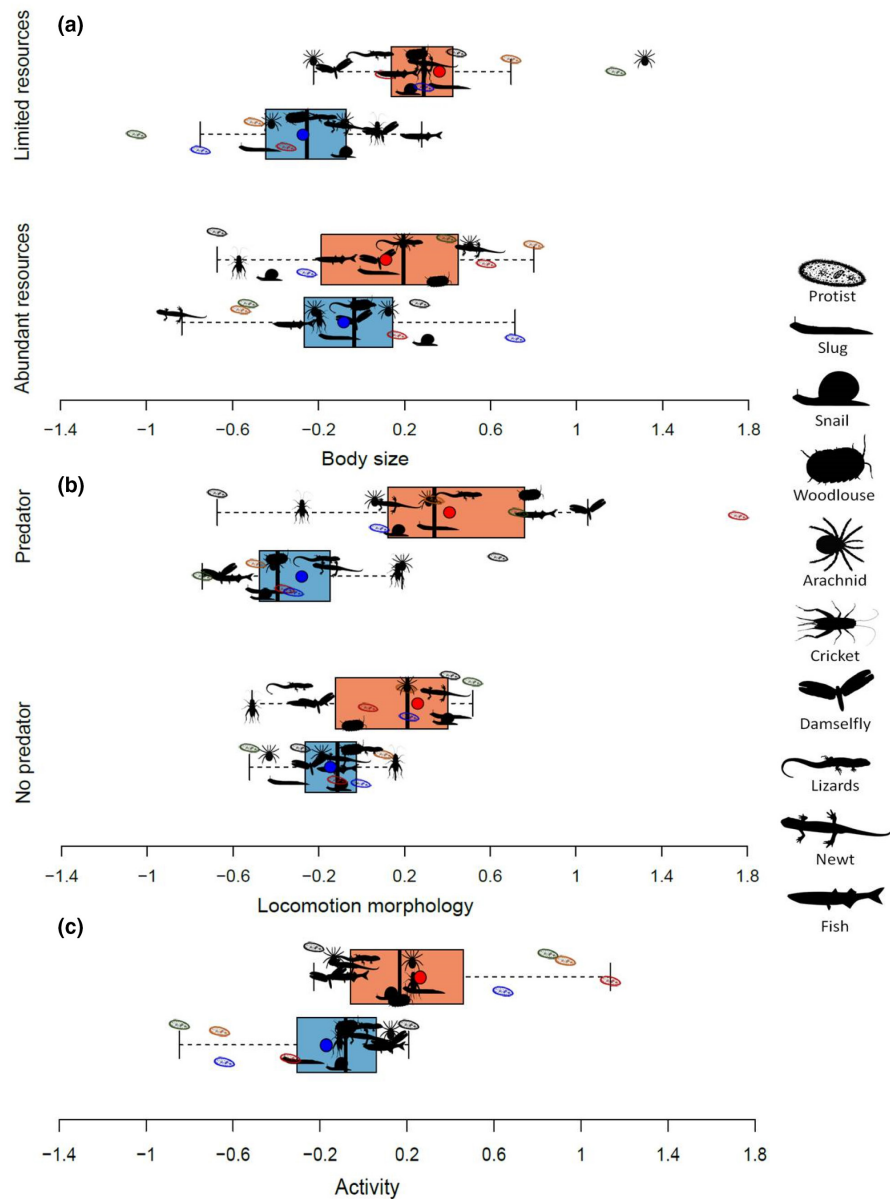 (a)
Limited resources
Abundant resources
−1.4 −1 −0.6 −0.2 0.2 0.6 1 1.4 1.8
Body size
(b)
Predator
No predator
−1.4 −1 −0.6 −0.2 0.2 0.6 1 1.4 1.8
Locomotion morphology
(c)
−1.4 −1 −0.6 −0.2 0.2 0.6 1 1.4 1.8
Activity
Protist
Slug
Snail
Woodlouse
Arachnid
Cricket
Damselfly
Lizards
Newt
Fish